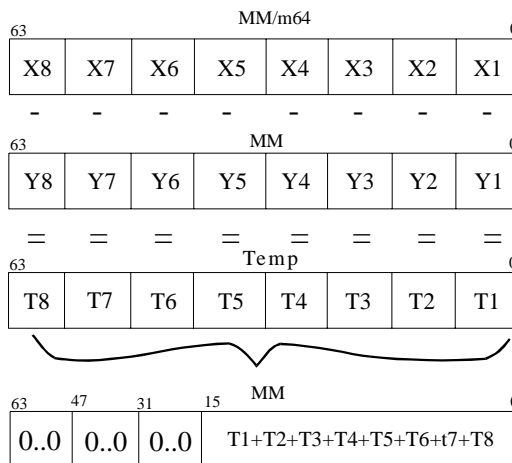 MM/m64
63 0
X8 X7 X6 X5 X4 X3 X2 X1
- - - - - - - -
63 MM 0
Y8 Y7 Y6 Y5 Y4 Y3 Y2 Y1
= = = = = = = =
63 Temp 0
T8 T7 T6 T5 T4 T3 T2 T1
MM
63 47 31 15 0
0..0 0..0 0..0 T1+T2+T3+T4+T5+T6+t7+T8